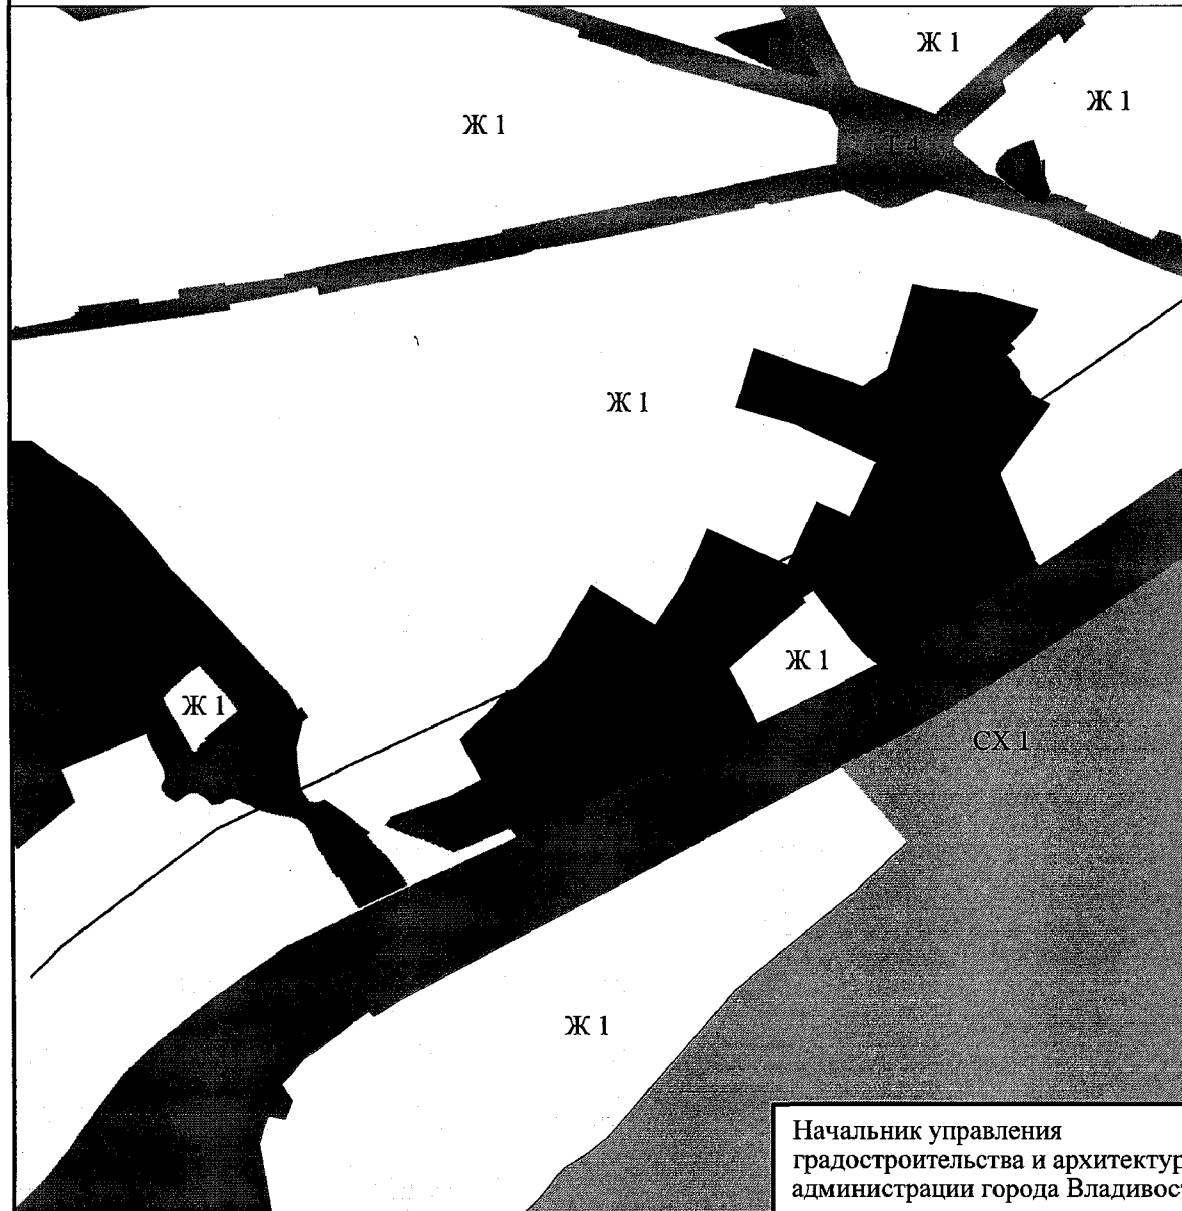 Ж 1
Ж 1
Ж 1
Ж 1
Ж 1
Ж 1
СХ 1
Ж 1
Начальник управления
градостроительства и архитектур
администрации города Владивост